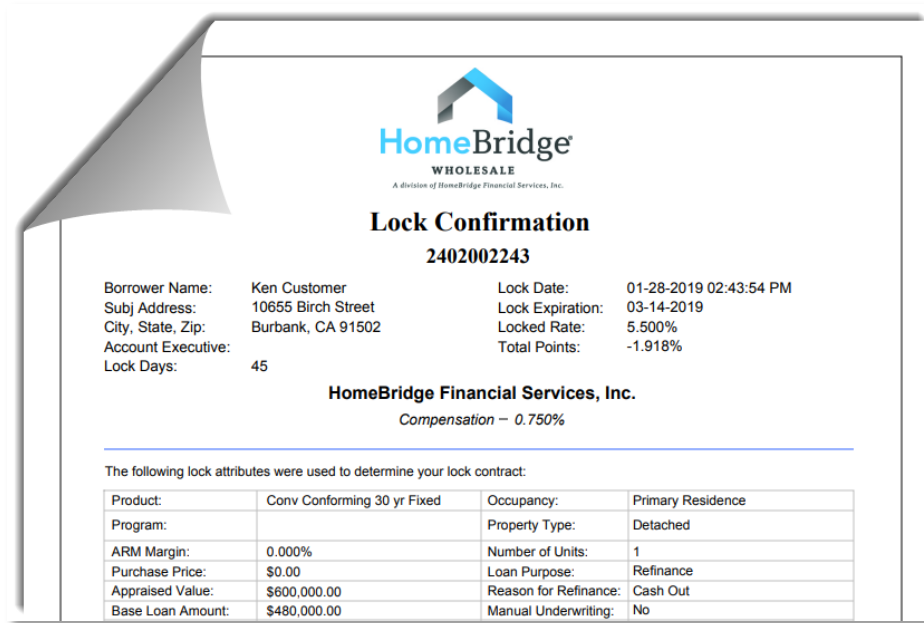 HomeBridge®
WHOLESALE
A division of HomeBridge Financial Services, Inc.
Lock Confirmation
2402002243
Borrower Name: Ken Customer Lock Date: 01-28-2019 02:43:54 PM
Subj Address: 10655 Birch Street Lock Expiration: 03-14-2019
City, State, Zip: Burbank, CA 91502 Locked Rate: 5.500%
Account Executive: Total Points: -1.918%
Lock Days: 45
HomeBridge Financial Services, Inc.
Compensation – 0.750%
The following lock attributes were used to determine your lock contract:
Product: Conv Conforming 30 yr Fixed Occupancy: Primary Residence
Program: Property Type: Detached
ARM Margin: 0.000% Number of Units: 1
Purchase Price: $0.00 Loan Purpose: Refinance
Appraised Value: $600,000.00 Reason for Refinance: Cash Out
Base Loan Amount: $480,000.00 Manual Underwriting: No